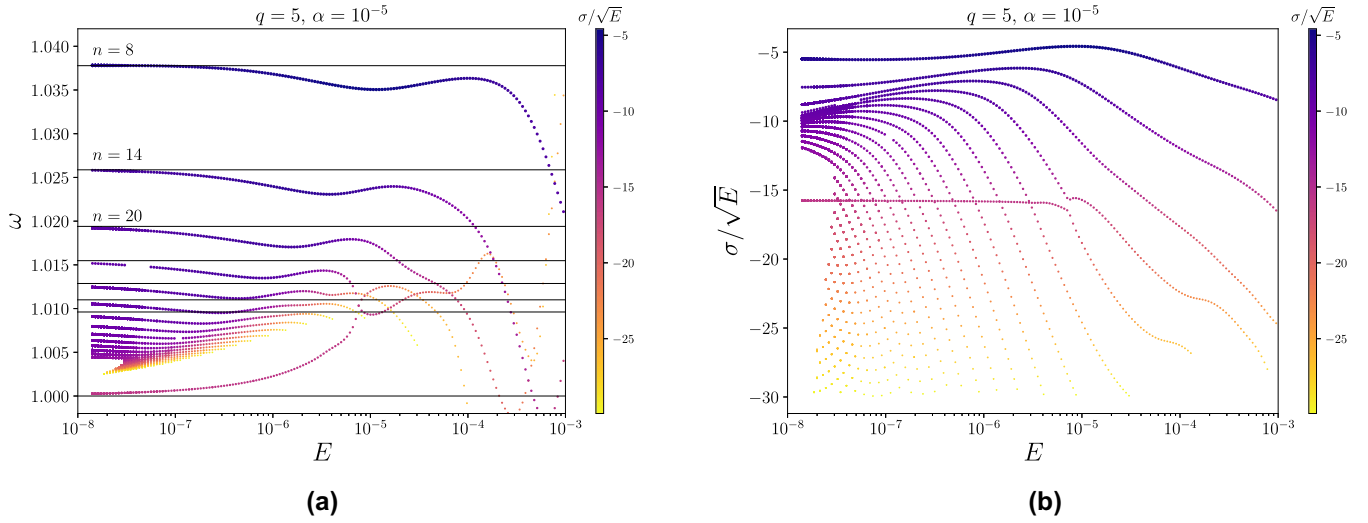 q = 5, α = 10⁻⁵
σ/√E
1.040
1.035
1.030
1.025
1.020
1.015
1.010
1.005
1.000
ω
n = 8
n = 14
n = 20
10⁻⁸
10⁻⁷
10⁻⁶
10⁻⁵
10⁻⁴
10⁻³
E
−5
−10
−15
−20
−25
(a)
q = 5, α = 10⁻⁵
σ/√E
−5
−10
−15
−20
−25
−30
σ/√E
10⁻⁸
10⁻⁷
10⁻⁶
10⁻⁵
10⁻⁴
10⁻³
E
−5
−10
−15
−20
−25
(b)